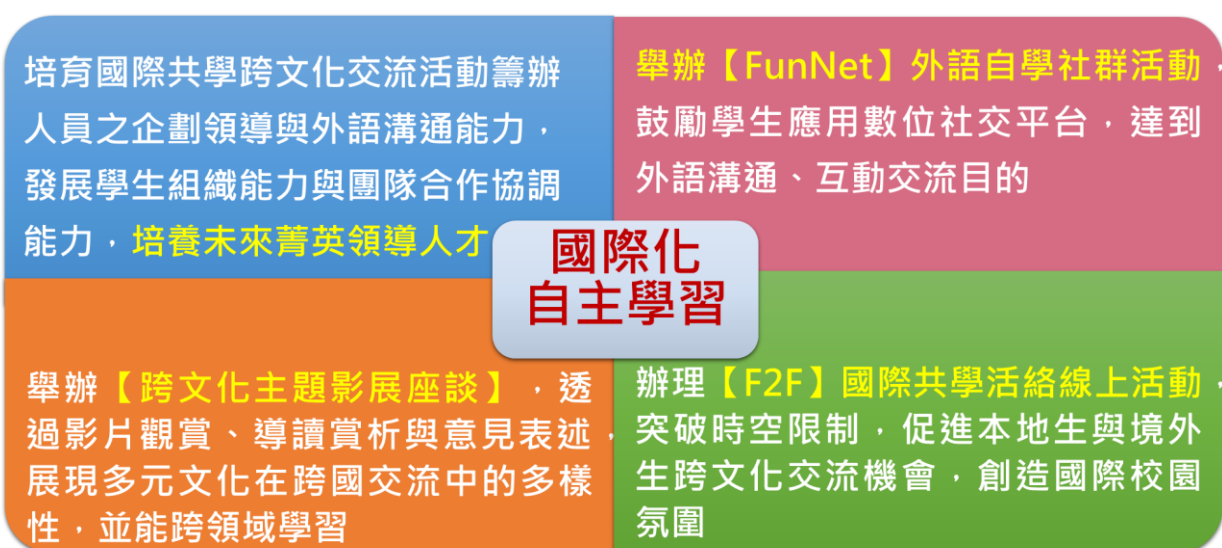 培育國際共學跨文化交流活動籌辦
人員之企劃領導與外語溝通能力，
發展學生組織能力與團隊合作協調
能力，培養未來菁英領導人才
舉辦【FunNet】外語自學社群活動，
鼓勵學生應用數位社交平台，達到
外語溝通、互動交流目的
國際化
自主學習
舉辦【跨文化主題影展座談】，透
過影片觀賞、導讀賞析與意見表述，
展現多元文化在跨國交流中的多樣
性，並能跨領域學習
辦理【F2F】國際共學活絡線上活動，
突破時空限制，促進本地生與境外
生跨文化交流機會，創造國際校園
氛圍